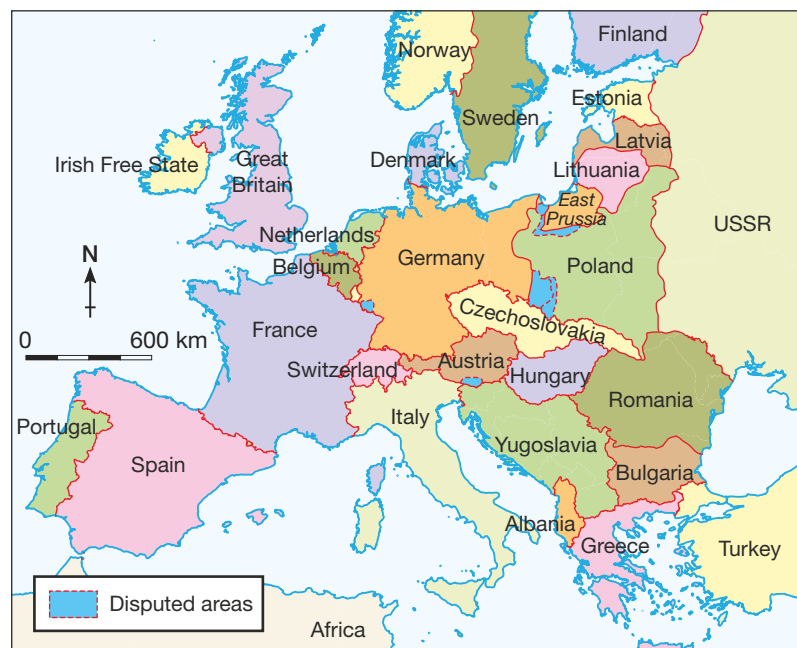 Finland
Norway
Estonia
Sweden
Latvia
Irish Free State
Great
Britain
Denmark
Lithuania
East
Prussia
USSR
Netherlands
N
Germany
Belgium
Poland
Czechoslovakia
0 600 km
France
Switzerland
Austria
Hungary
Romania
Italy
Portugal
Yugoslavia
Spain
Bulgaria
Albania
Greece
Turkey
Disputed areas
Africa